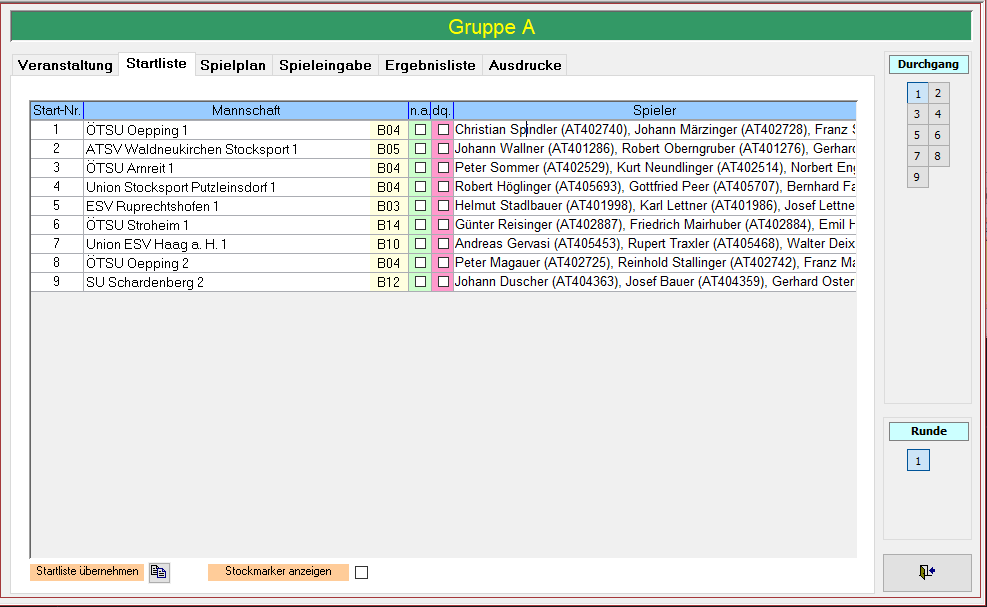 Gruppe A
Veranstaltung Startliste Spielplan Spieleingabe Ergebnisliste Ausdrucke
Durchgang
1 2
3 4
5 6
7 8
9
Start-Nr. Mannschaft n.a. dq. Spieler
1 ÖTSU Oepping 1 B04 Christian Spindler (AT402740), Johann Märzinger (AT402728), Franz S
2 ATSV Waldneukirchen Stocksport 1 B05 Johann Wallner (AT401286), Robert Oberngruber (AT401276), Gerhard
3 ÖTSU Arnreit 1 B04 Peter Sommer (AT402529), Kurt Neundlinger (AT402514), Norbert Eng
4 Union Stocksport Putzleinsdorf 1 B04 Robert Höglinger (AT405693), Gottfried Peer (AT405707), Bernhard Fa
5 ESV Ruprechtshofen 1 B03 Helmut Stadlbauer (AT401998), Karl Lettner (AT401986), Josef Lettne
6 ÖTSU Stroheim 1 B14 Günter Reisinger (AT402887), Friedrich Mairhuber (AT402884), Emil H
7 Union ESV Haag a. H. 1 B10 Andreas Gervasi (AT405453), Rupert Traxler (AT405468), Walter Deix
8 ÖTSU Oepping 2 B04 Peter Magauer (AT402725), Reinhold Stallinger (AT402742), Franz Ma
9 SU Schardenberg 2 B12 Johann Duscher (AT404363), Josef Bauer (AT404359), Gerhard Oster
Runde
1
Startliste übernehmen Stockmarker anzeigen